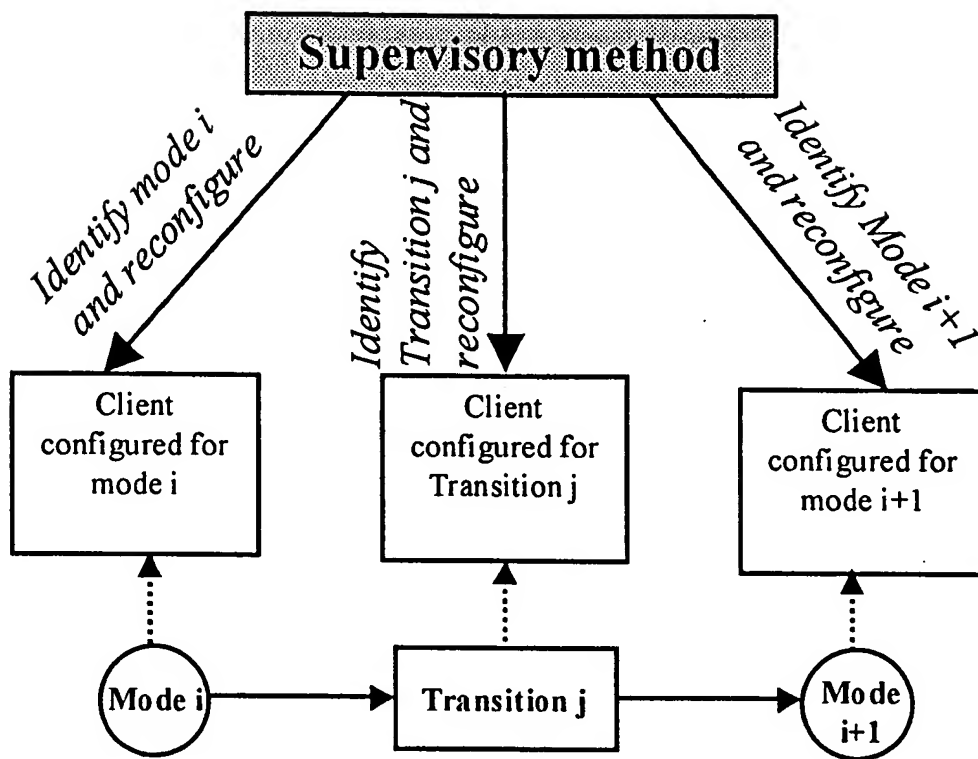 Supervisory method
Identify mode i
and reconfigure
Identify
Transition j and
reconfigure
Identify Mode i+1
and reconfigure
Client
configured for
mode i
Client
configured for
Transition j
Client
configured for
mode i+1
Mode i
Transition j
Mode
i+1